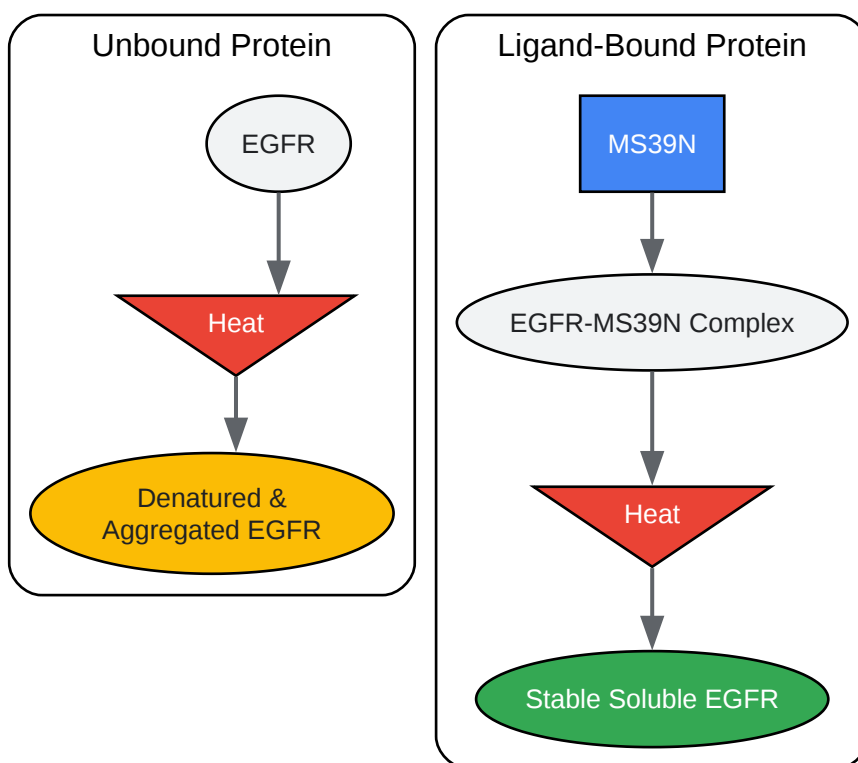 Unbound Protein
EGFR
Heat
Denatured &
Aggregated EGFR
Ligand-Bound Protein
MS39N
EGFR-MS39N Complex
Heat
Stable Soluble EGFR